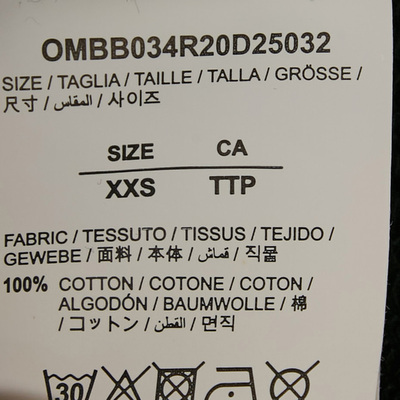 OMBB034R20D25032
SIZE / TAGLIA / TAILLE / TALLA / GRÖSSE /
尺寸 / المقاس / 사이즈
SIZE CA
XXS TTP
FABRIC / TESSUTO / TISSUS / TEJIDO /
GEWEBE / 面料 / 本体 / قماش / 직물
100% COTTON / COTONE / COTON /
ALGODÓN / BAUMWOLLE / 棉
/ コットン / القطن / 면직
30